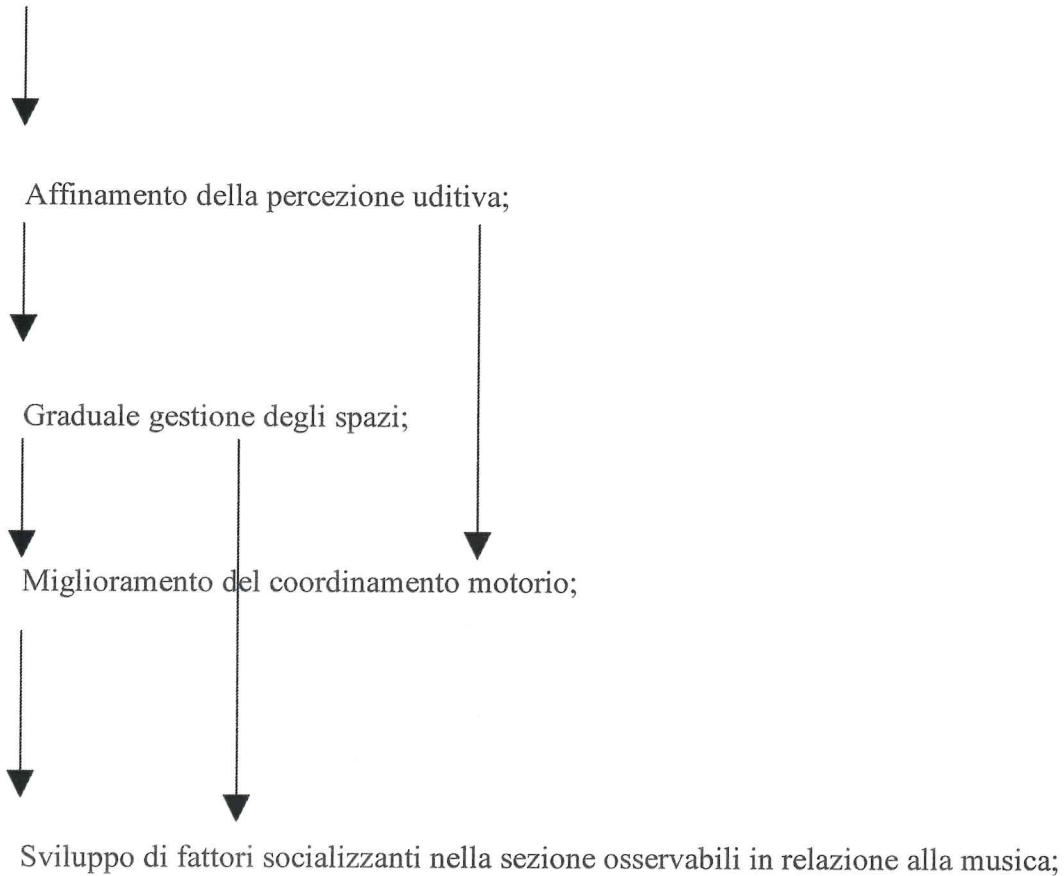 Affinamento della percezione uditiva;
Graduale gestione degli spazi;
Miglioramento del coordinamento motorio;
Sviluppo di fattori socializzanti nella sezione osservabili in relazione alla musica;